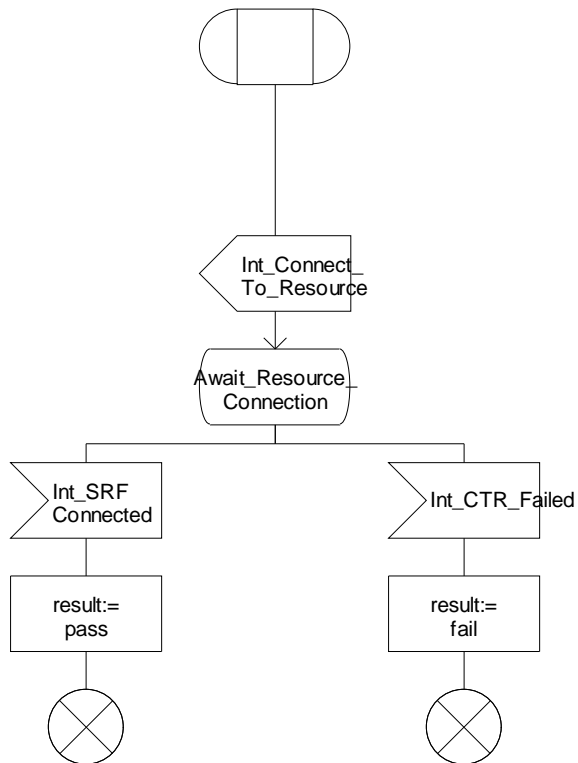 Int_Connect_
To_Resource
Await_Resource_
Connection
Int_SRF
Connected
Int_CTR_Failed
result:=
pass
result:=
fail